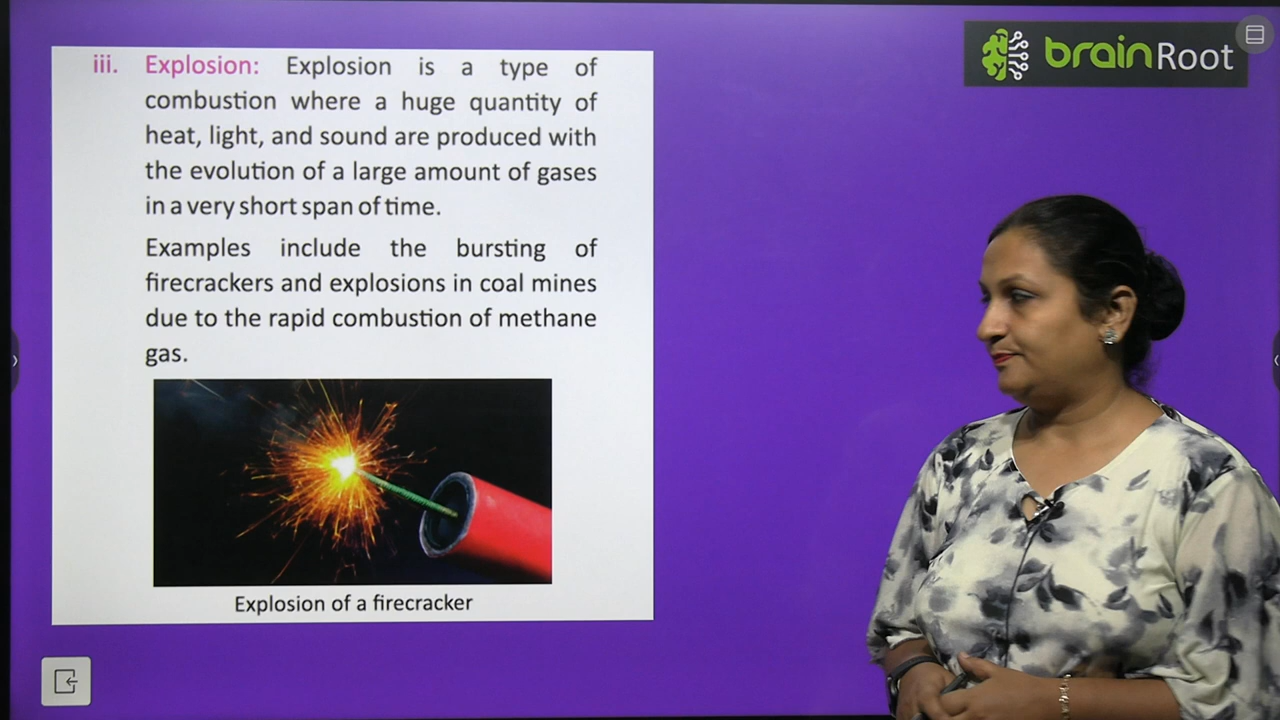 iii. Explosion: Explosion is a type of
combustion where a huge quantity of
heat, light, and sound are produced with
the evolution of a large amount of gases
in a very short span of time.
Examples include the bursting of
firecrackers and explosions in coal mines
due to the rapid combustion of methane
gas.
Explosion of a firecracker
brainRoot